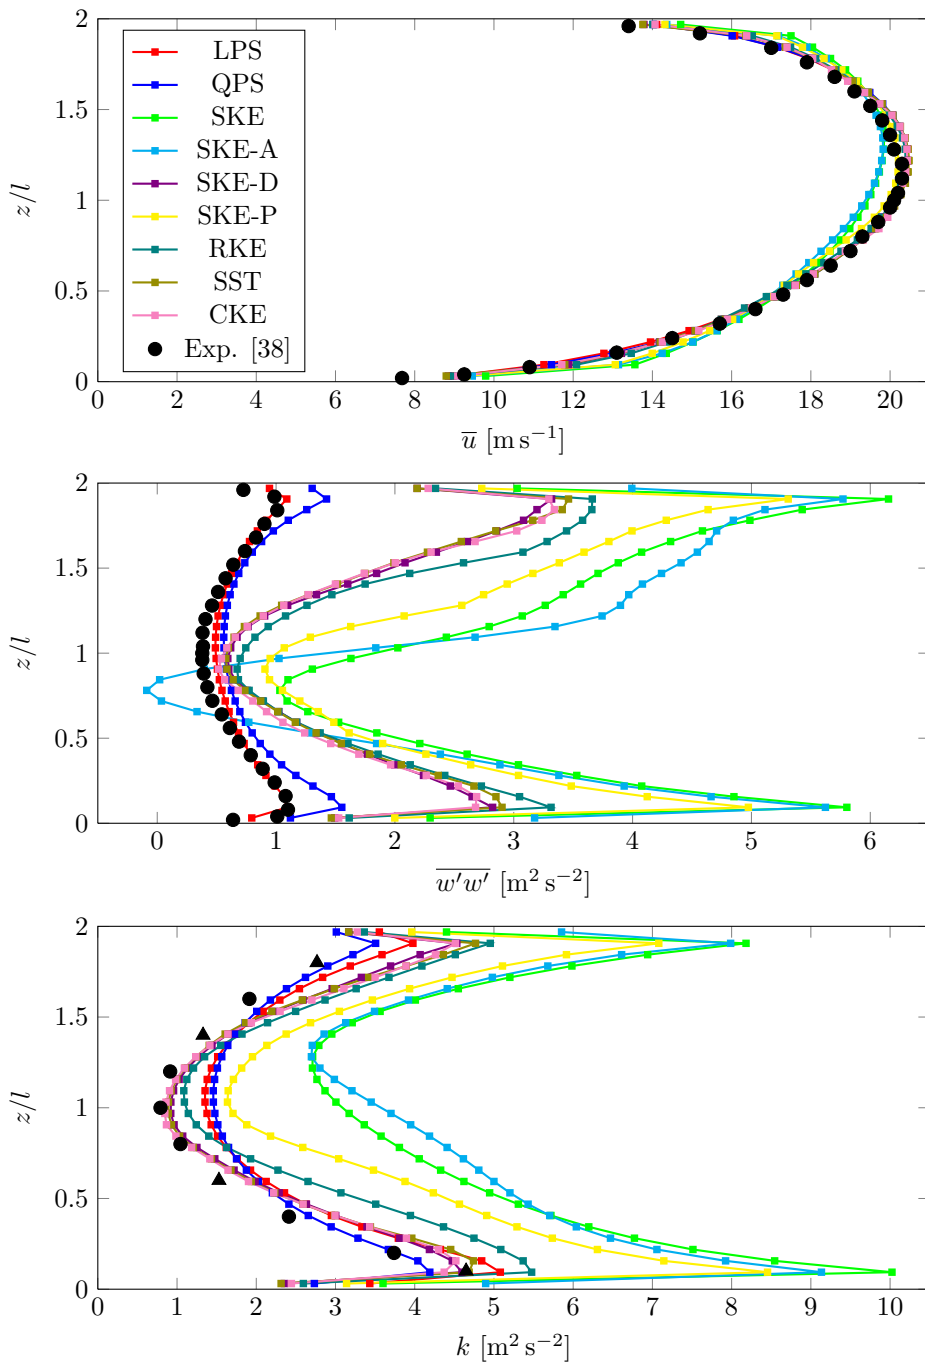 2
1.5
1
0.5
0
z/l
LPS
QPS
SKE
SKE-A
SKE-D
SKE-P
RKE
SST
CKE
Exp. [38]
0 2 4 6 8 10 12 14 16 18 20
u̅ [m s⁻¹]
2
1.5
1
0.5
0
z/l
0 1 2 3 4 5 6
w′w′ [m² s⁻²]
2
1.5
1
0.5
0
z/l
0 1 2 3 4 5 6 7 8 9 10
k [m² s⁻²]